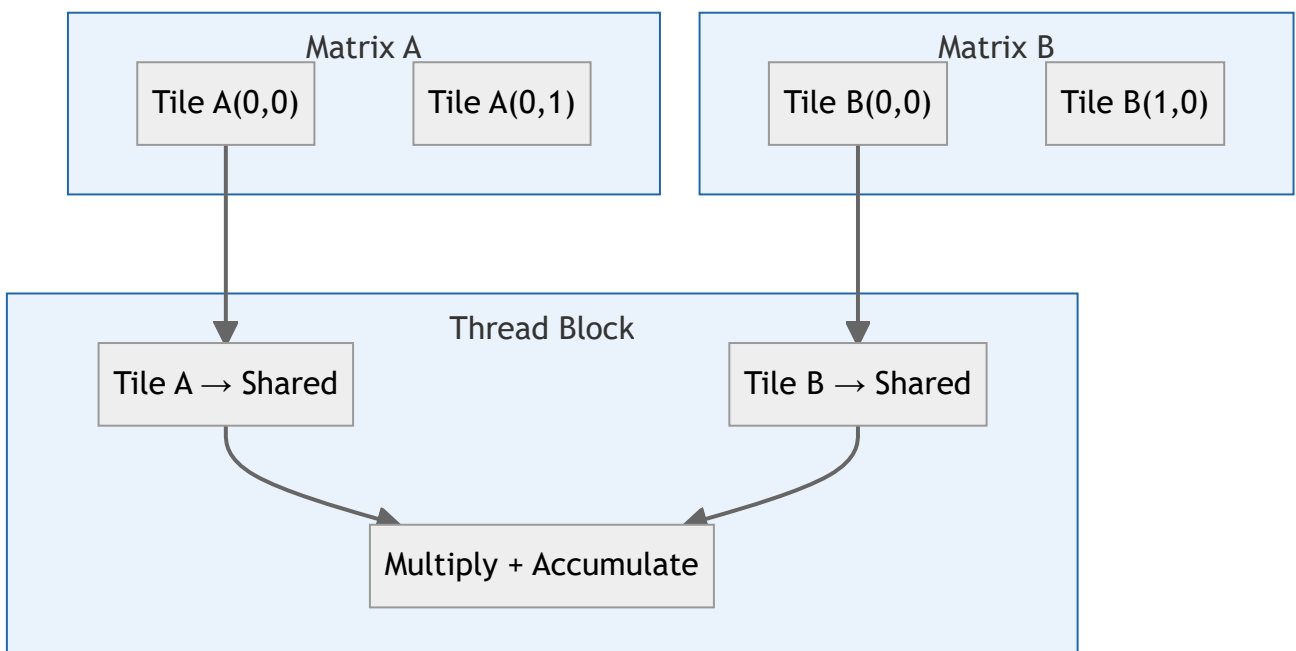 Matrix A
Matrix B
Tile A(0,0)
Tile A(0,1)
Tile B(0,0)
Tile B(1,0)
Thread Block
Tile A → Shared
Tile B → Shared
Multiply + Accumulate